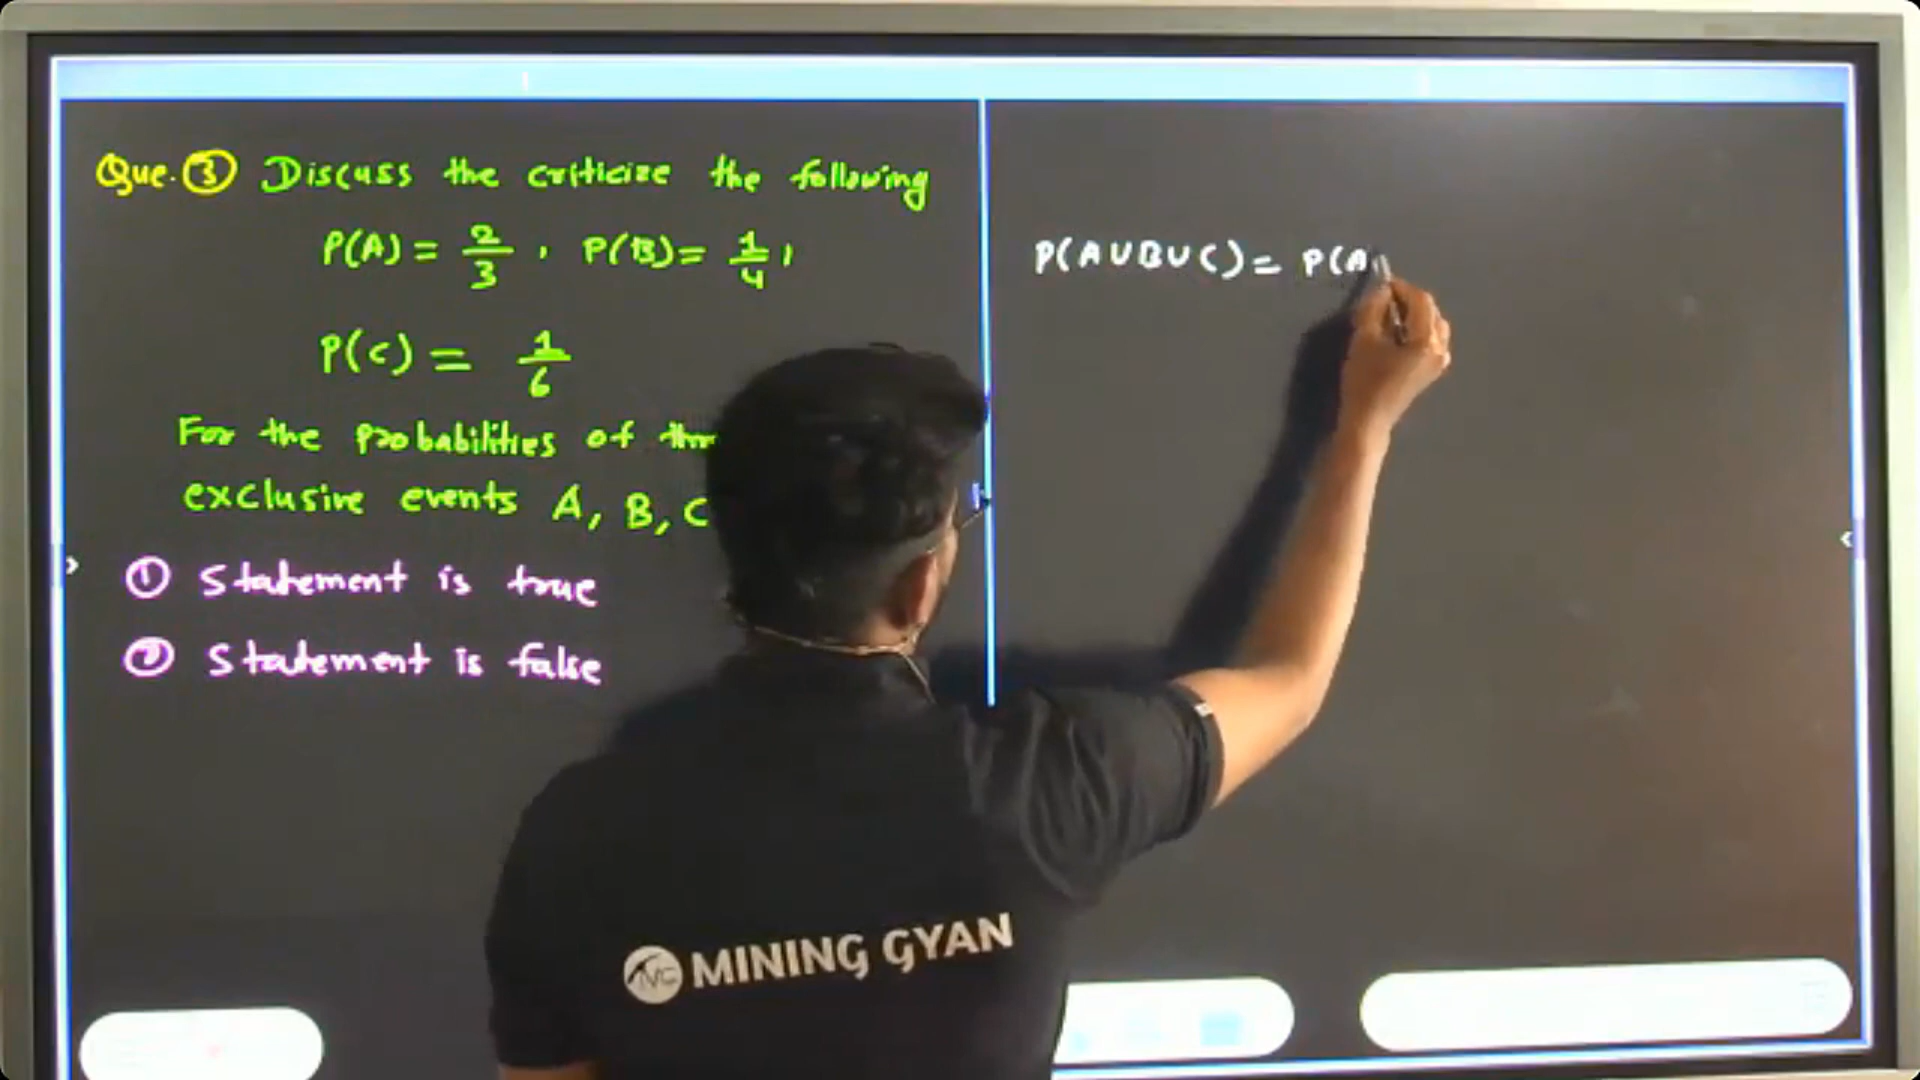 Que. ③ Discuss the criticize the following
P(A) = 2/3 , P(B) = 1/4 ,
P(C) = 1/6
For the probabilities of
exclusive events A, B, C
① Statement is true
② Statement is false
P(A∪B∪C) = P(A
MINING GYAN